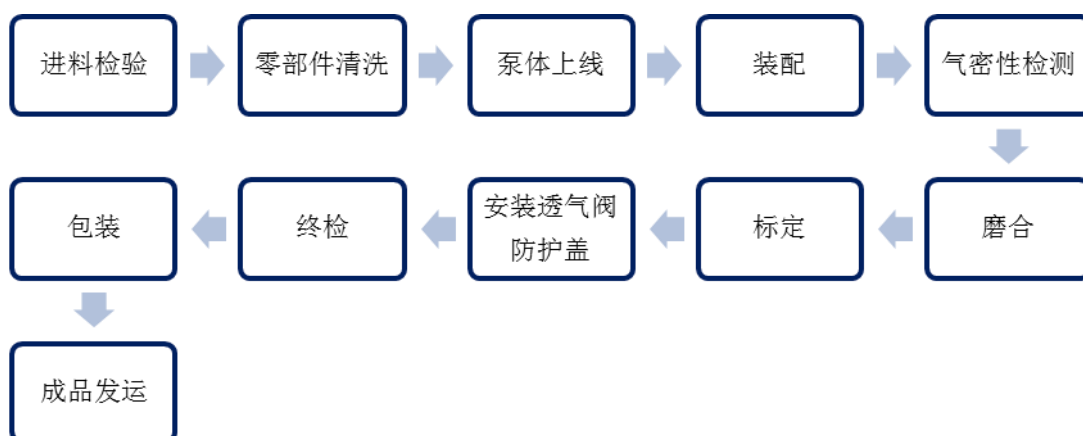 进料检验
零部件清洗
泵体上线
装配
气密性检测
磨合
标定
安装透气阀
防护盖
终检
包装
成品发运